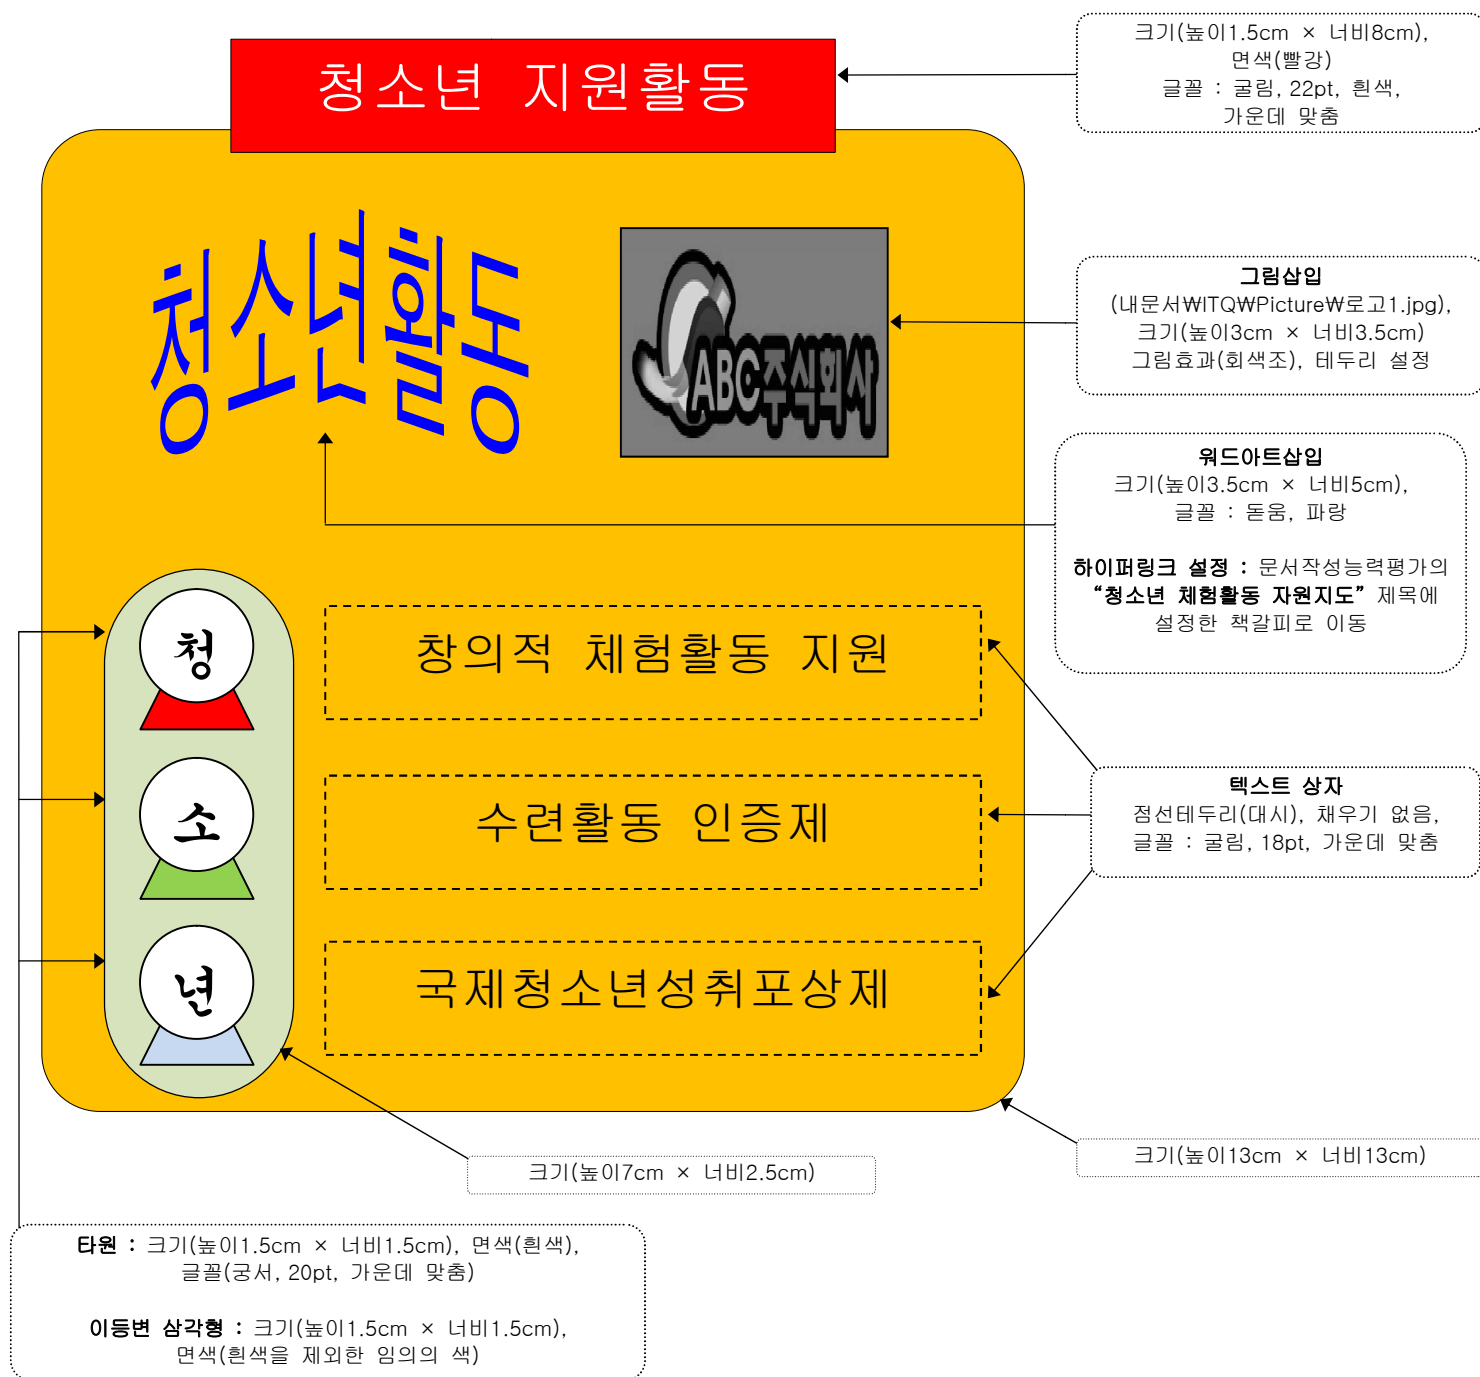 청소년 지원활동
크기(높이1.5cm × 너비8cm),
면색(빨강)
글꼴 : 굴림, 22pt, 흰색,
가운데 맞춤
청소년활동
ABC주식회사
그림삽입
(내문서₩ITQ₩Picture₩로고1.jpg),
크기(높이3cm × 너비3.5cm)
그림효과(회색조), 테두리 설정
워드아트삽입
크기(높이3.5cm × 너비5cm),
글꼴 : 돋움, 파랑
하이퍼링크 설정 : 문서작성능력평가의
“청소년 체험활동 자원지도” 제목에
설정한 책갈피로 이동
청
창의적 체험활동 지원
소
수련활동 인증제
텍스트 상자
점선테두리(대시), 채우기 없음,
글꼴 : 굴림, 18pt, 가운데 맞춤
년
국제청소년성취포상제
크기(높이7cm × 너비2.5cm)
크기(높이13cm × 너비13cm)
타원 : 크기(높이1.5cm × 너비1.5cm), 면색(흰색),
글꼴(궁서, 20pt, 가운데 맞춤)
이등변 삼각형 : 크기(높이1.5cm × 너비1.5cm),
면색(흰색을 제외한 임의의 색)